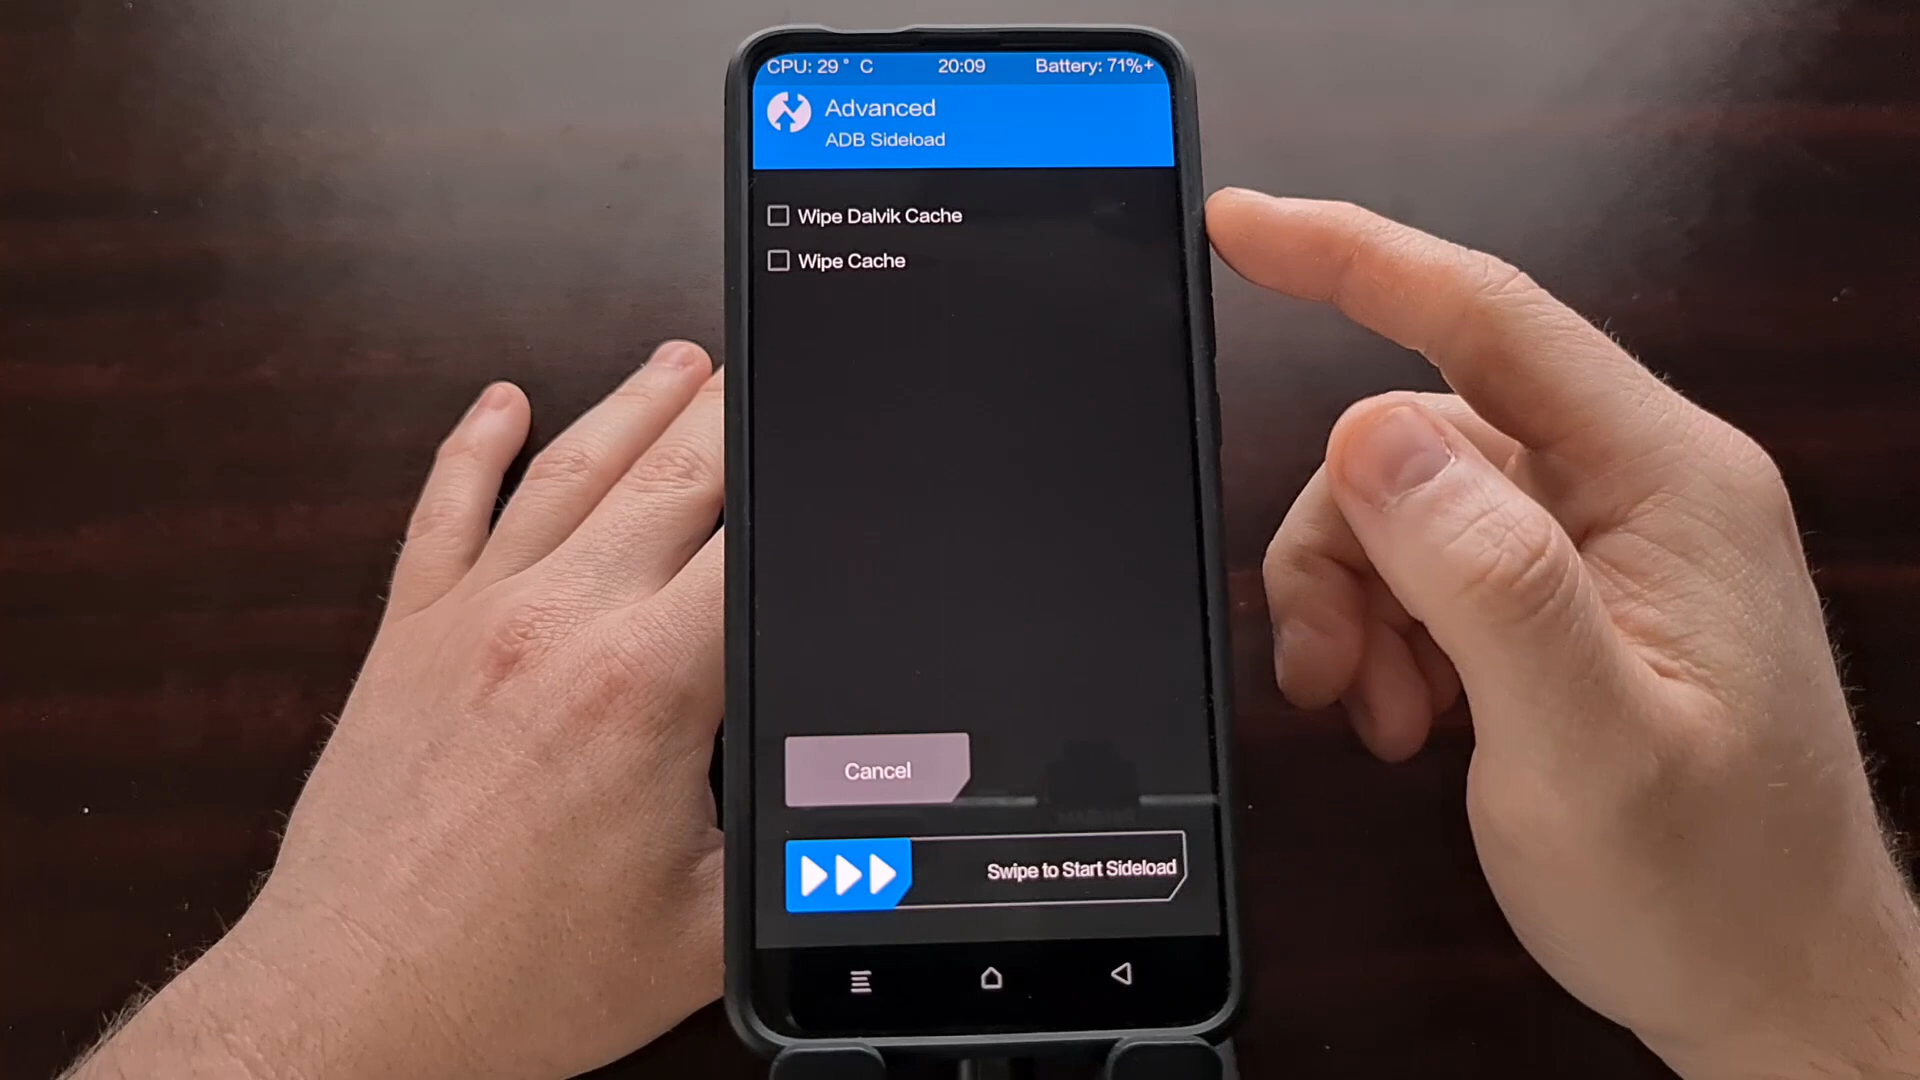 CPU: 29° C 20:09 Battery: 71%+
Advanced
ADB Sideload
Wipe Dalvik Cache
Wipe Cache
Cancel
Swipe to Start Sideload